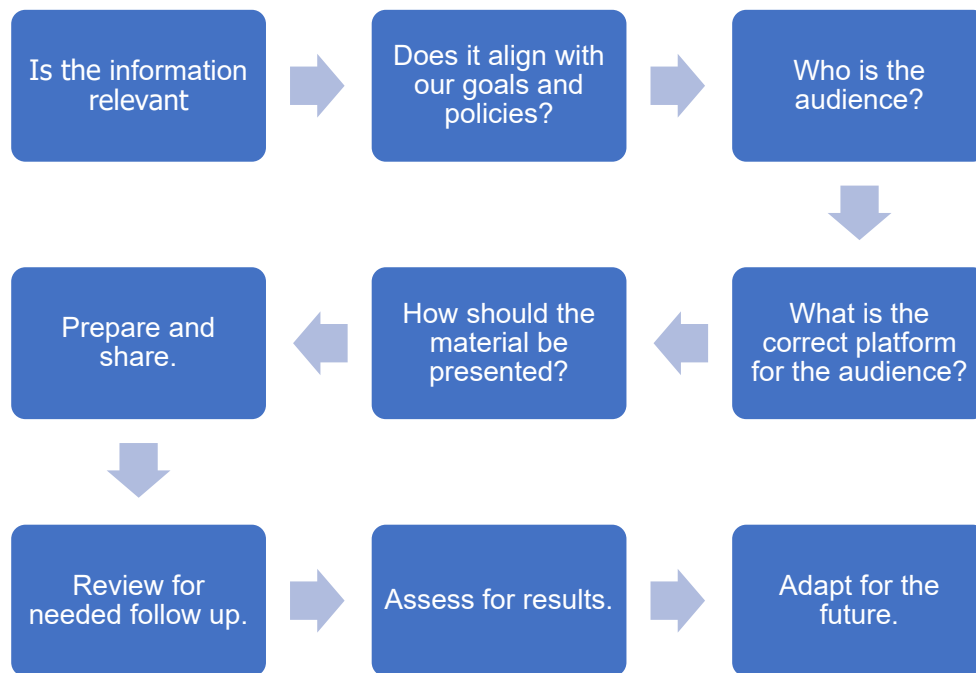 Is the information
relevant
Does it align with
our goals and
policies?
Who is the
audience?
What is the
correct platform
for the audience?
How should the
material be
presented?
Prepare and
share.
Review for
needed follow up.
Assess for results.
Adapt for the
future.